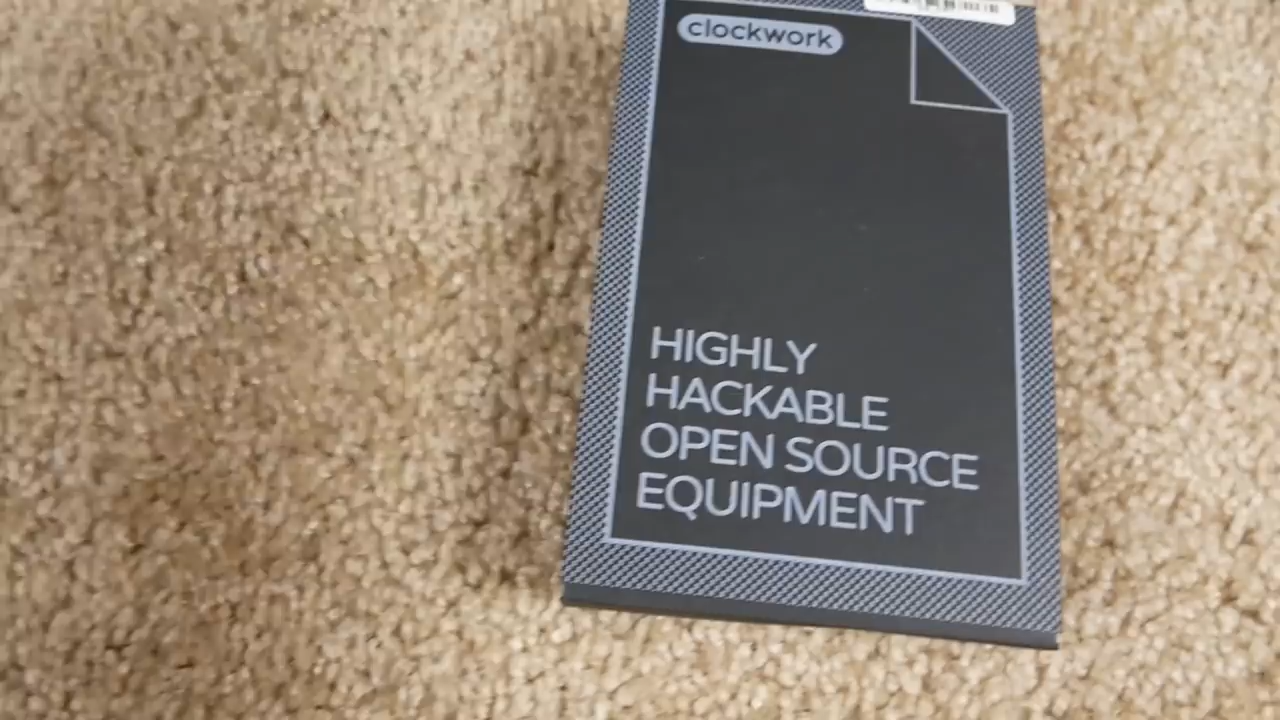 clockwork
HIGHLY
HACKABLE
OPEN SOURCE
EQUIPMENT